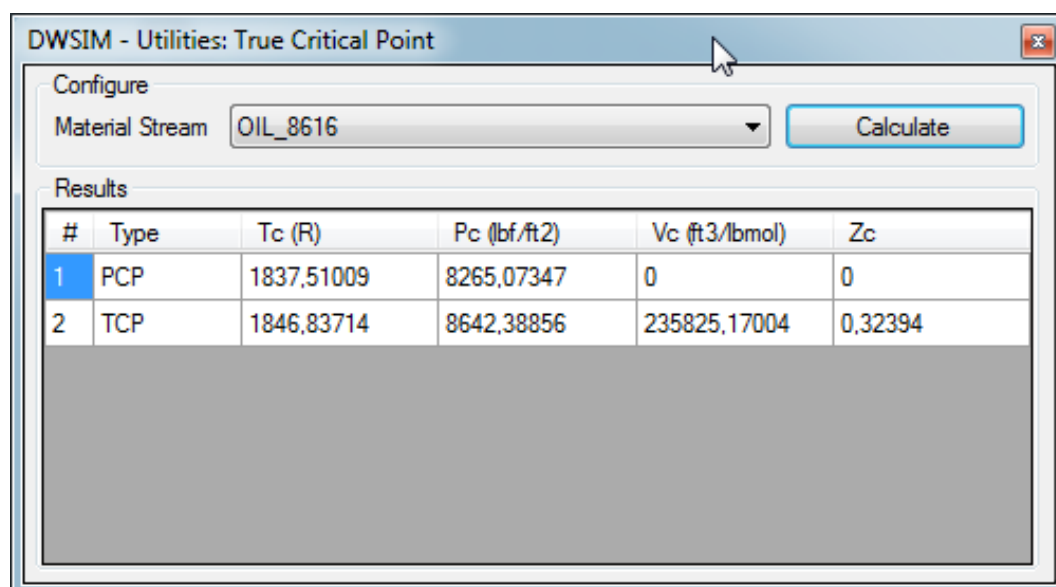 DWSIM - Utilities: True Critical Point
Configure
Material Stream OIL_8616 Calculate
Results
# Type Tc (R) Pc (lbf/ft2) Vc (ft3/lbmol) Zc
1 PCP 1837,51009 8265,07347 0 0
2 TCP 1846,83714 8642,38856 235825,17004 0,32394